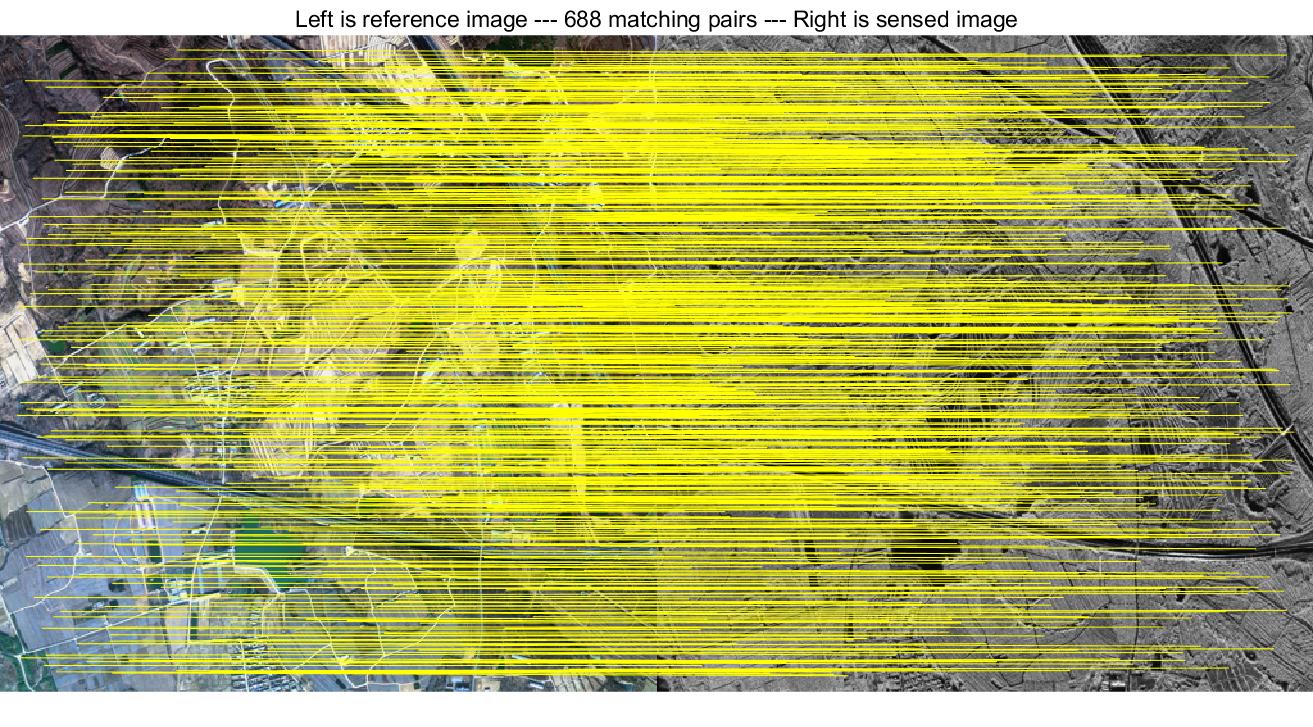 Left is reference image --- 688 matching pairs --- Right is sensed image